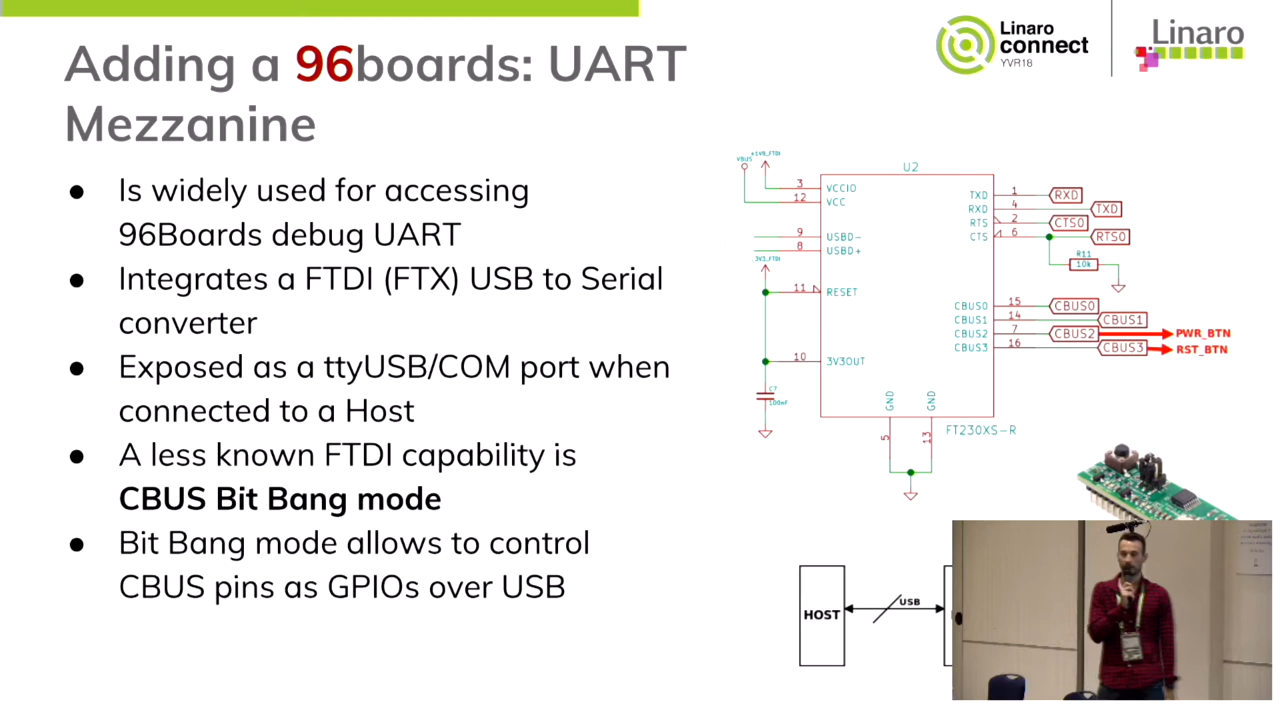 Linaro
connect
YVR18
Linaro
Adding a 96boards: UART
Mezzanine
● Is widely used for accessing
96Boards debug UART
● Integrates a FTDI (FTX) USB to Serial
converter
● Exposed as a ttyUSB/COM port when
connected to a Host
● A less known FTDI capability is
CBUS Bit Bang mode
● Bit Bang mode allows to control
CBUS pins as GPIOs over USB
VBUS
+1V8_FTDI
U2
3 VCCIO
12 VCC
9 USBD-
8 USBD+
3V3_FTDI
11 RESET
10 3V3OUT
C7
100nF
TXD 1 RXD
RXD 4 TXD
RTS 2 CTS0
CTS 6 RTS0
R11
10k
CBUS0 15 CBUS0
CBUS1 14 CBUS1
CBUS2 7 CBUS2 PWR_BTN
CBUS3 16 CBUS3 RST_BTN
GND GND
5 13
FT230XS-R
HOST
USB